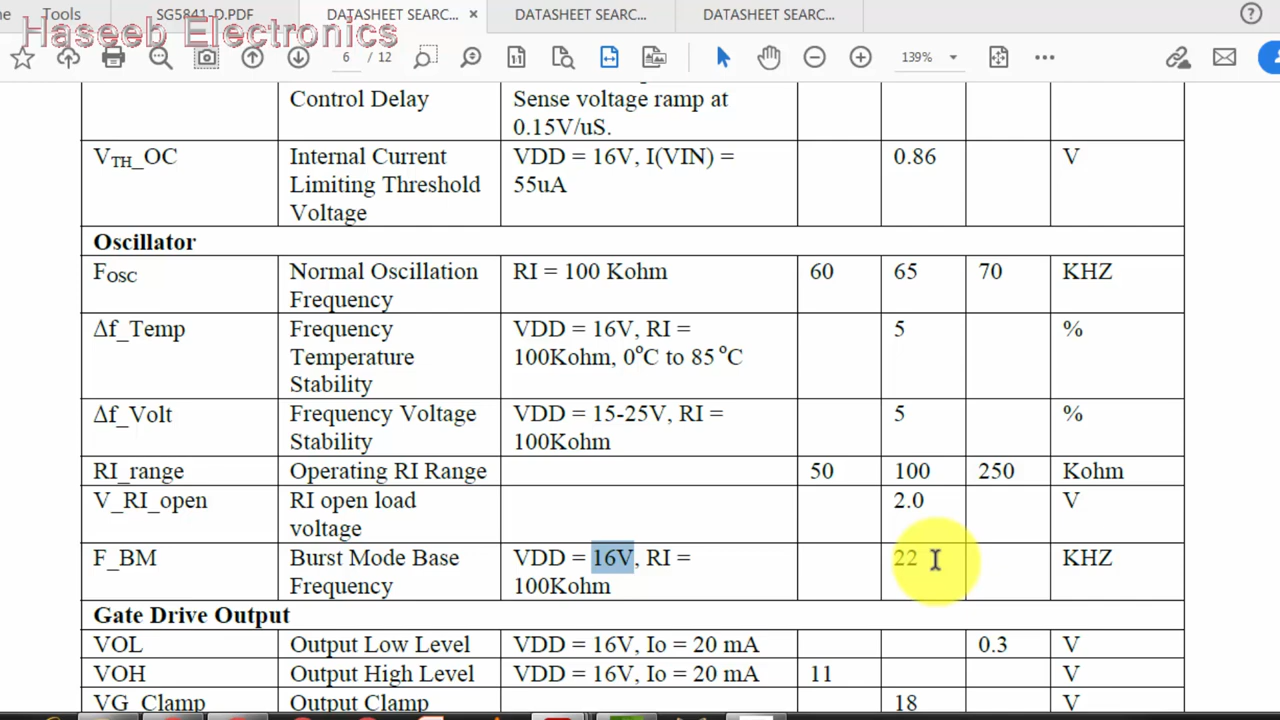 Tools
SG5841-D.PDF
DATASHEET SEARC... ×
DATASHEET SEARC...
DATASHEET SEARC...
Haseeb Electronics
6 / 12
139%
Control Delay
Sense voltage ramp at
0.15V/uS.
VTH_OC
Internal Current
Limiting Threshold
Voltage
VDD = 16V, I(VIN) =
55uA
0.86
V
Oscillator
FOSC
Normal Oscillation
Frequency
RI = 100 Kohm
60
65
70
KHZ
Δf_Temp
Frequency
Temperature
Stability
VDD = 16V, RI =
100Kohm, 0°C to 85 °C
5
%
Δf_Volt
Frequency Voltage
Stability
VDD = 15-25V, RI =
100Kohm
5
%
RI_range
Operating RI Range
50
100
250
Kohm
V_RI_open
RI open load
voltage
2.0
V
F_BM
Burst Mode Base
Frequency
VDD = 16V, RI =
100Kohm
22
KHZ
Gate Drive Output
VOL
Output Low Level
VDD = 16V, Io = 20 mA
0.3
V
VOH
Output High Level
VDD = 16V, Io = 20 mA
11
V
VG_Clamp
Output Clamp
18
V